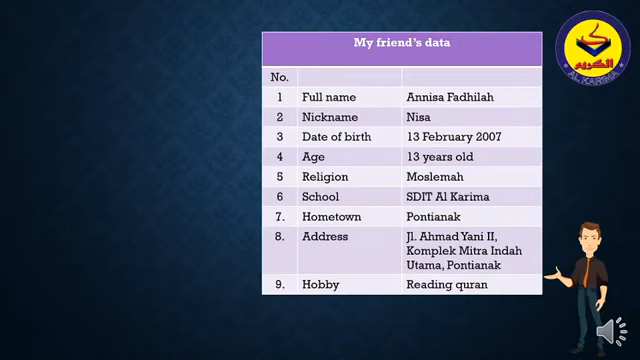 My friend's data
No.
1 Full name Annisa Fadhilah
2 Nickname Nisa
3 Date of birth 13 February 2007
4 Age 13 years old
5 Religion Moslemah
6 School SDIT Al Karima
7. Hometown Pontianak
8. Address Jl. Ahmad Yani II,
Komplek Mitra Indah
Utama, Pontianak
9. Hobby Reading quran
الكريم
AL KARIMA